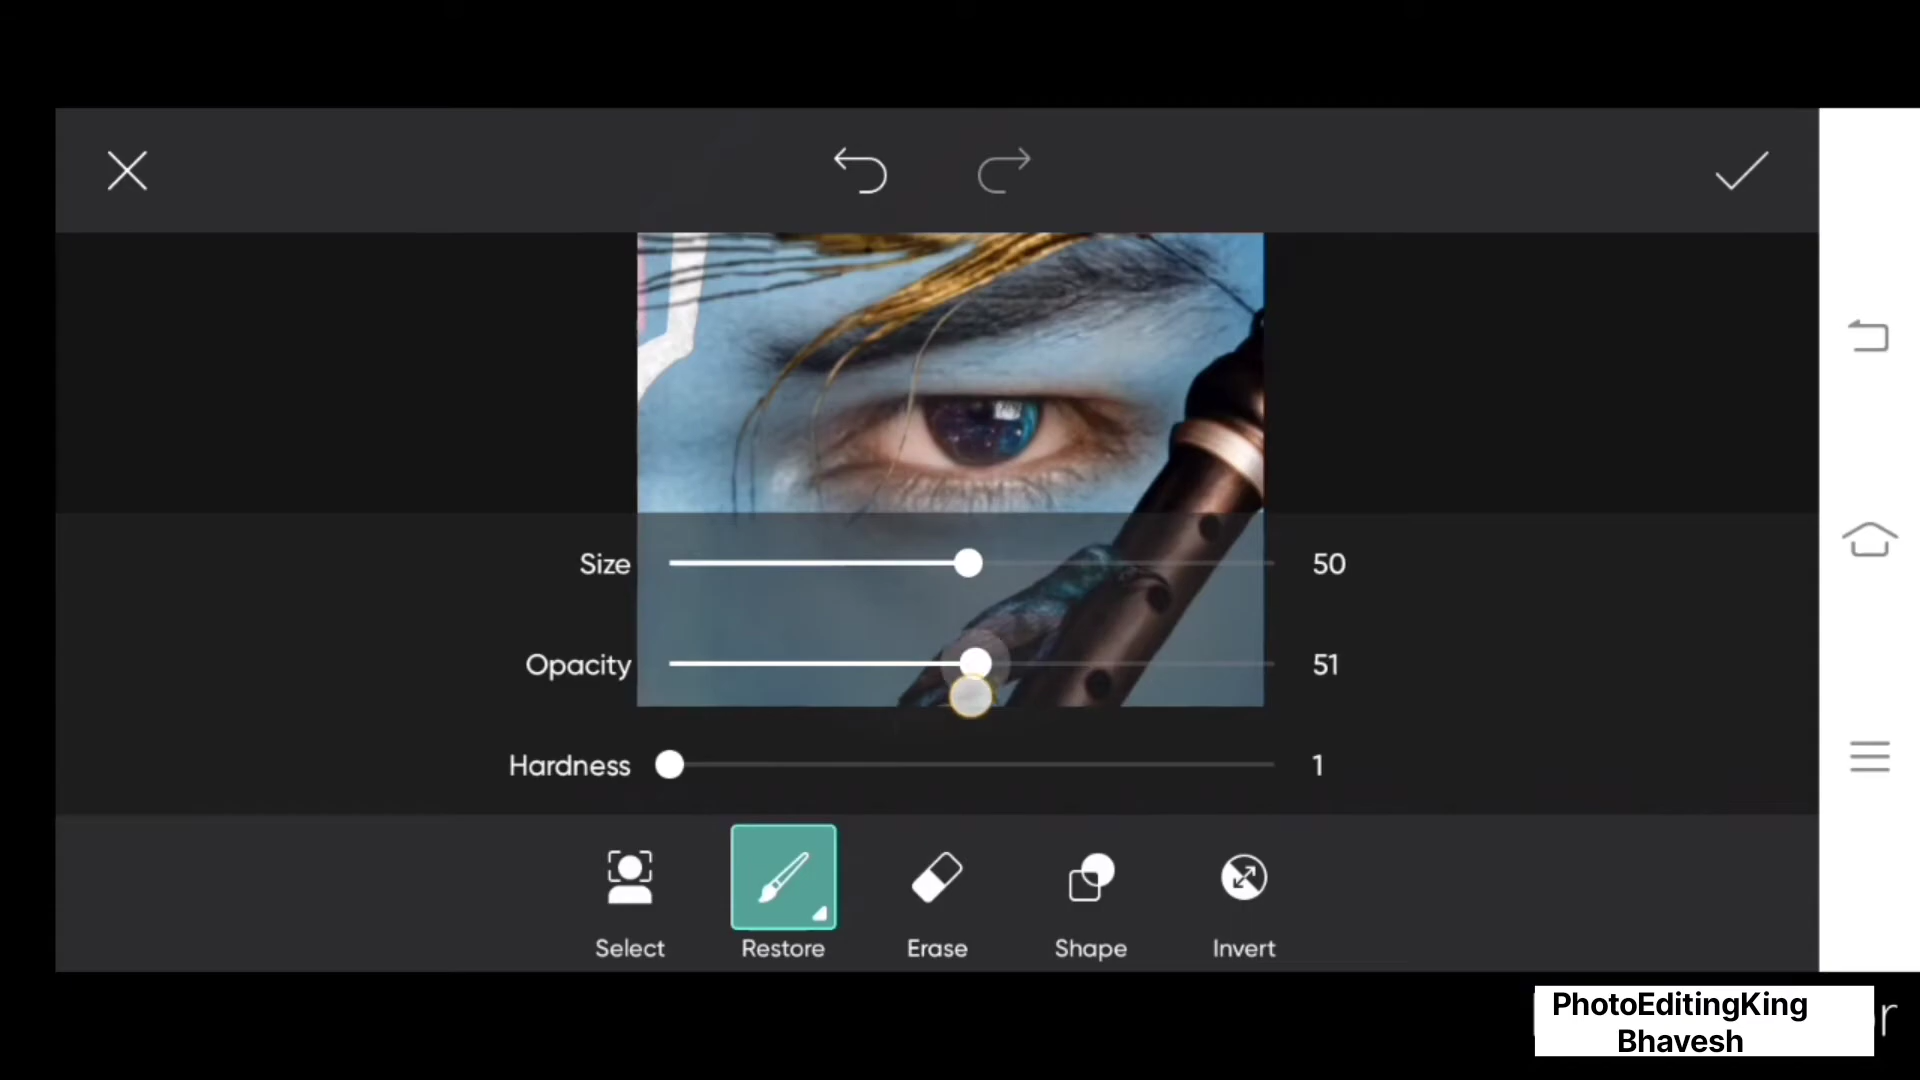 Size 50
Opacity 51
Hardness 1
Select Restore Erase Shape Invert
PhotoEditingKing
Bhavesh
r